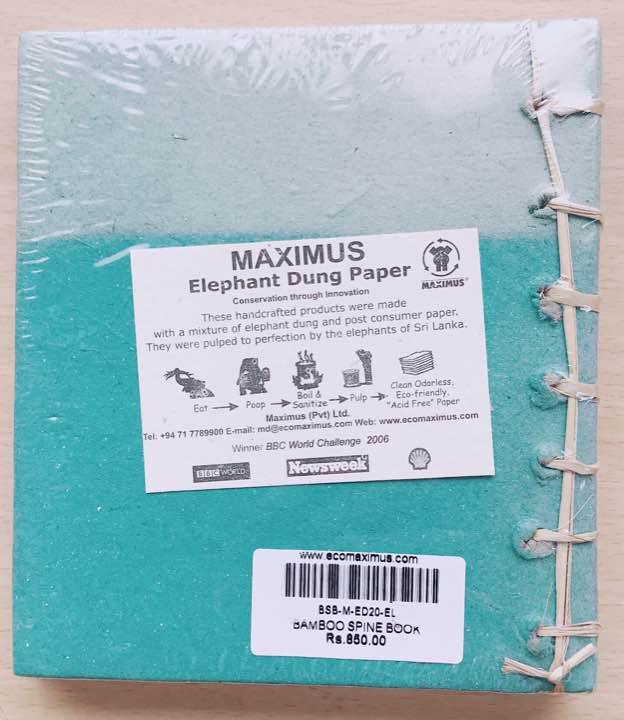 MAXIMUS
Elephant Dung Paper
MAXIMUS®
Conservation through Innovation
These handcrafted products were made
with a mixture of elephant dung and post consumer paper.
They were pulped to perfection by the elephants of Sri Lanka.
Eat
Poop
Boil &
Sanitize
Pulp
Clean Odorless,
Eco-friendly,
"Acid Free" Paper
Maximus (Pvt) Ltd.
Tel: +94 71 7789900 E-mail: md@ecomaximus.com Web: www.ecomaximus.com
Winner BBC World Challenge 2006
BBC WORLD
Newsweek
www.ecomaximus.com
BSB-M-ED20-EL
BAMBOO SPINE BOOK
Rs.850.00